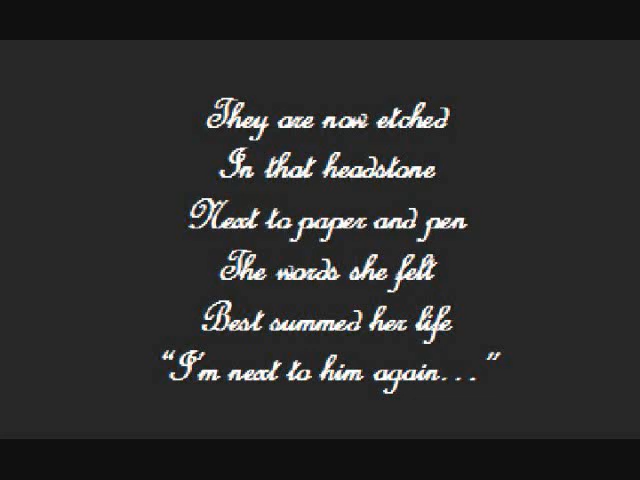 They are now etched
In that headstone
Next to paper and pen
The words she felt
Best summed her life
“I'm next to him again...”